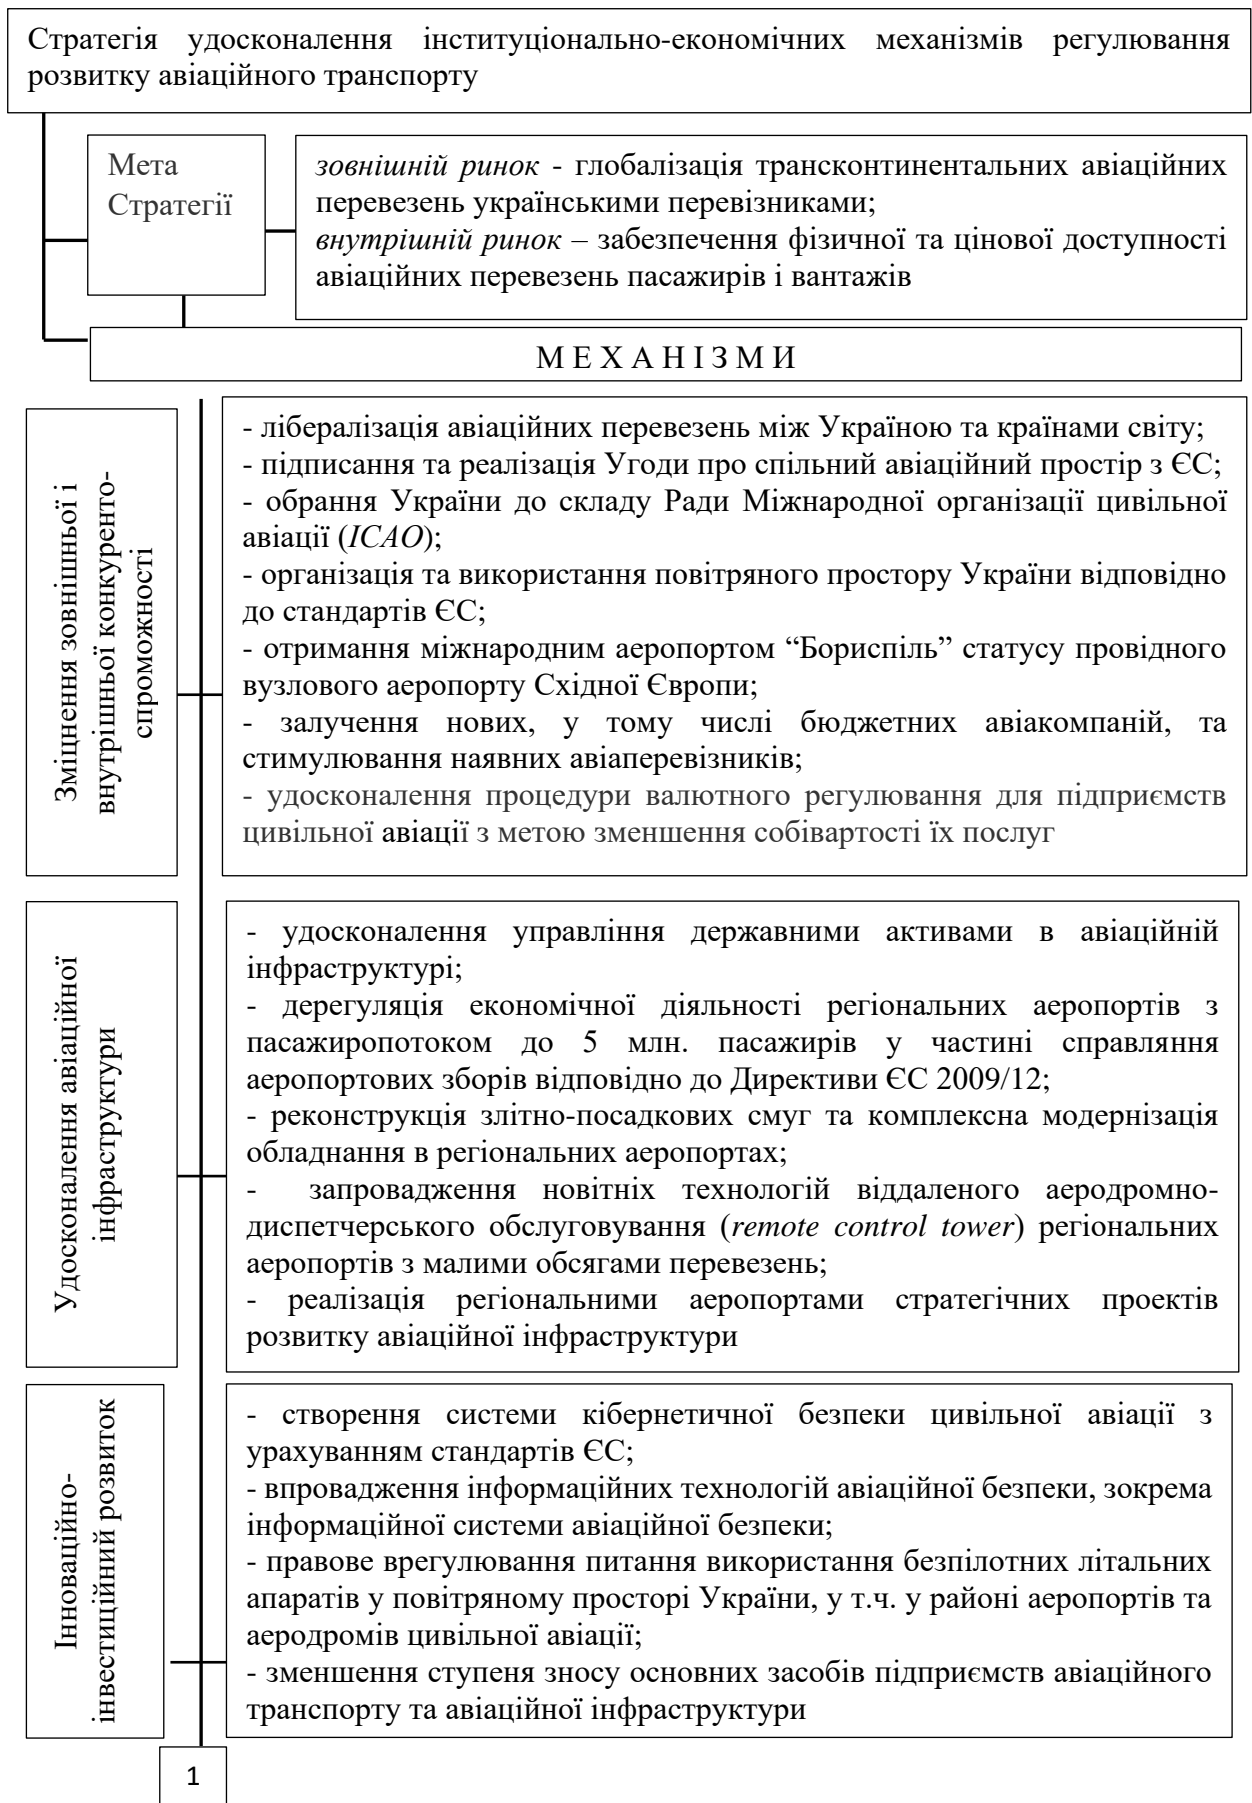 Стратегія удосконалення інституціонально-економічних механізмів регулювання
розвитку авіаційного транспорту
Мета
Стратегії
зовнішній ринок - глобалізація трансконтинентальних авіаційних
перевезень українськими перевізниками;
внутрішній ринок – забезпечення фізичної та цінової доступності
авіаційних перевезень пасажирів і вантажів
М Е Х А Н І З М И
Зміцнення зовнішньої і
внутрішньої конкуренто-
спроможності
- лібералізація авіаційних перевезень між Україною та країнами світу;
- підписання та реалізація Угоди про спільний авіаційний простір з ЄС;
- обрання України до складу Ради Міжнародної організації цивільної
авіації (ICAO);
- організація та використання повітряного простору України відповідно
до стандартів ЄС;
- отримання міжнародним аеропортом “Бориспіль” статусу провідного
вузлового аеропорту Східної Європи;
- залучення нових, у тому числі бюджетних авіакомпаній, та
стимулювання наявних авіаперевізників;
- удосконалення процедури валютного регулювання для підприємств
цивільної авіації з метою зменшення собівартості їх послуг
Удосконалення авіаційної
інфраструктури
- удосконалення управління державними активами в авіаційній
інфраструктурі;
- дерегуляція економічної діяльності регіональних аеропортів з
пасажиропотоком до 5 млн. пасажирів у частині справляння
аеропортових зборів відповідно до Директиви ЄС 2009/12;
- реконструкція злітно-посадкових смуг та комплексна модернізація
обладнання в регіональних аеропортах;
- запровадження новітніх технологій віддаленого аеродромно-
диспетчерського обслуговування (remote control tower) регіональних
аеропортів з малими обсягами перевезень;
- реалізація регіональними аеропортами стратегічних проектів
розвитку авіаційної інфраструктури
Інноваційно-
інвестиційний розвиток
- створення системи кібернетичної безпеки цивільної авіації з
урахуванням стандартів ЄС;
- впровадження інформаційних технологій авіаційної безпеки, зокрема
інформаційної системи авіаційної безпеки;
- правове врегулювання питання використання безпілотних літальних
апаратів у повітряному просторі України, у т.ч. у районі аеропортів та
аеродромів цивільної авіації;
- зменшення ступеня зносу основних засобів підприємств авіаційного
транспорту та авіаційної інфраструктури
1